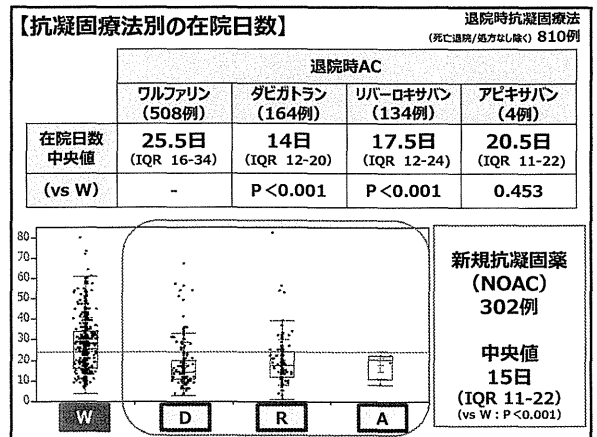 【抗凝固療法別の在院日数】
退院時抗凝固療法
(死亡退院/処方なし除く) 810例
退院時AC
ワルファリン
(508例)
ダビガトラン
(164例)
リバーロキサバン
(134例)
アピキサバン
(4例)
在院日数
中央値
25.5日
(IQR 16-34)
14日
(IQR 12-20)
17.5日
(IQR 12-24)
20.5日
(IQR 11-22)
(vs W)
-
P<0.001
P<0.001
0.453
80
70
60
50
40
30
20
10
0
W
D
R
A
新規抗凝固薬
(NOAC)
302例
中央値
15日
(IQR 11-22)
(vs W:P<0.001)